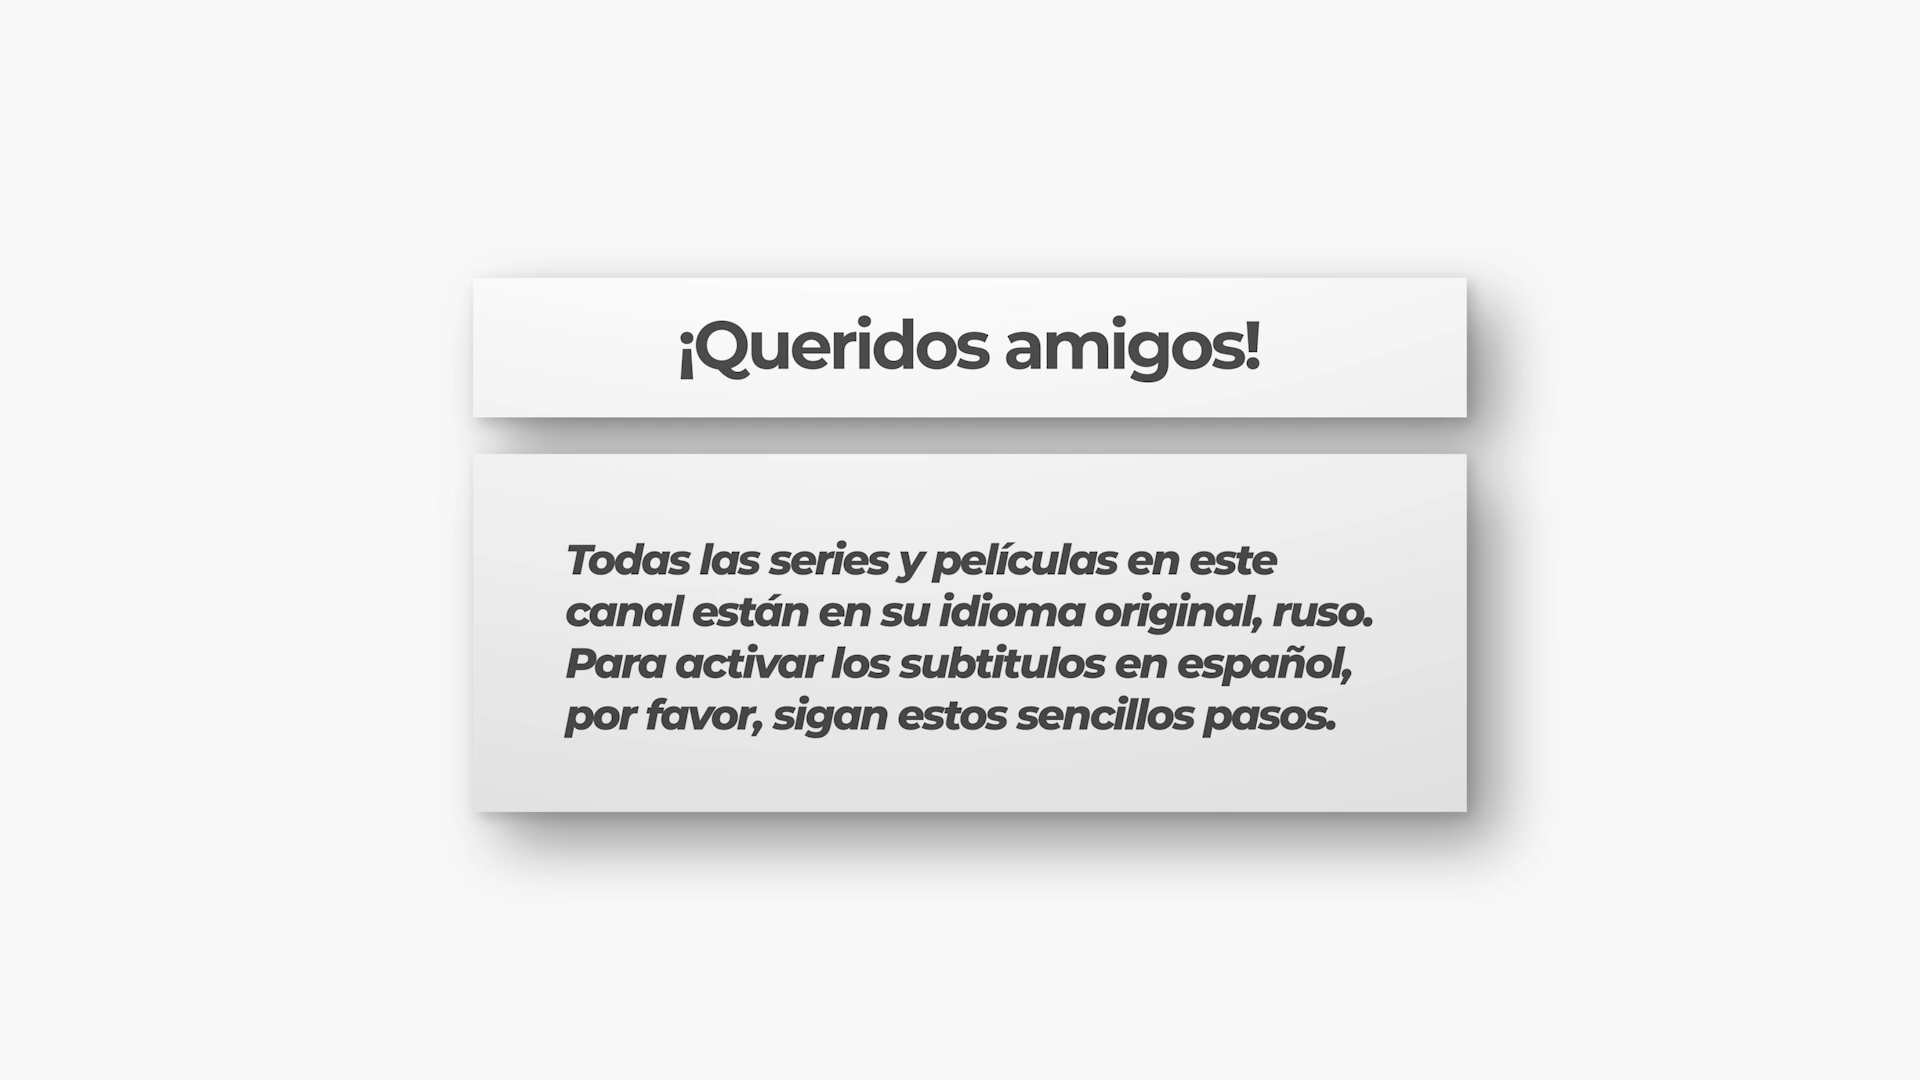 ¡Queridos amigos!
Todas las series y películas en este
canal están en su idioma original, ruso.
Para activar los subtitulos en español,
por favor, sigan estos sencillos pasos.